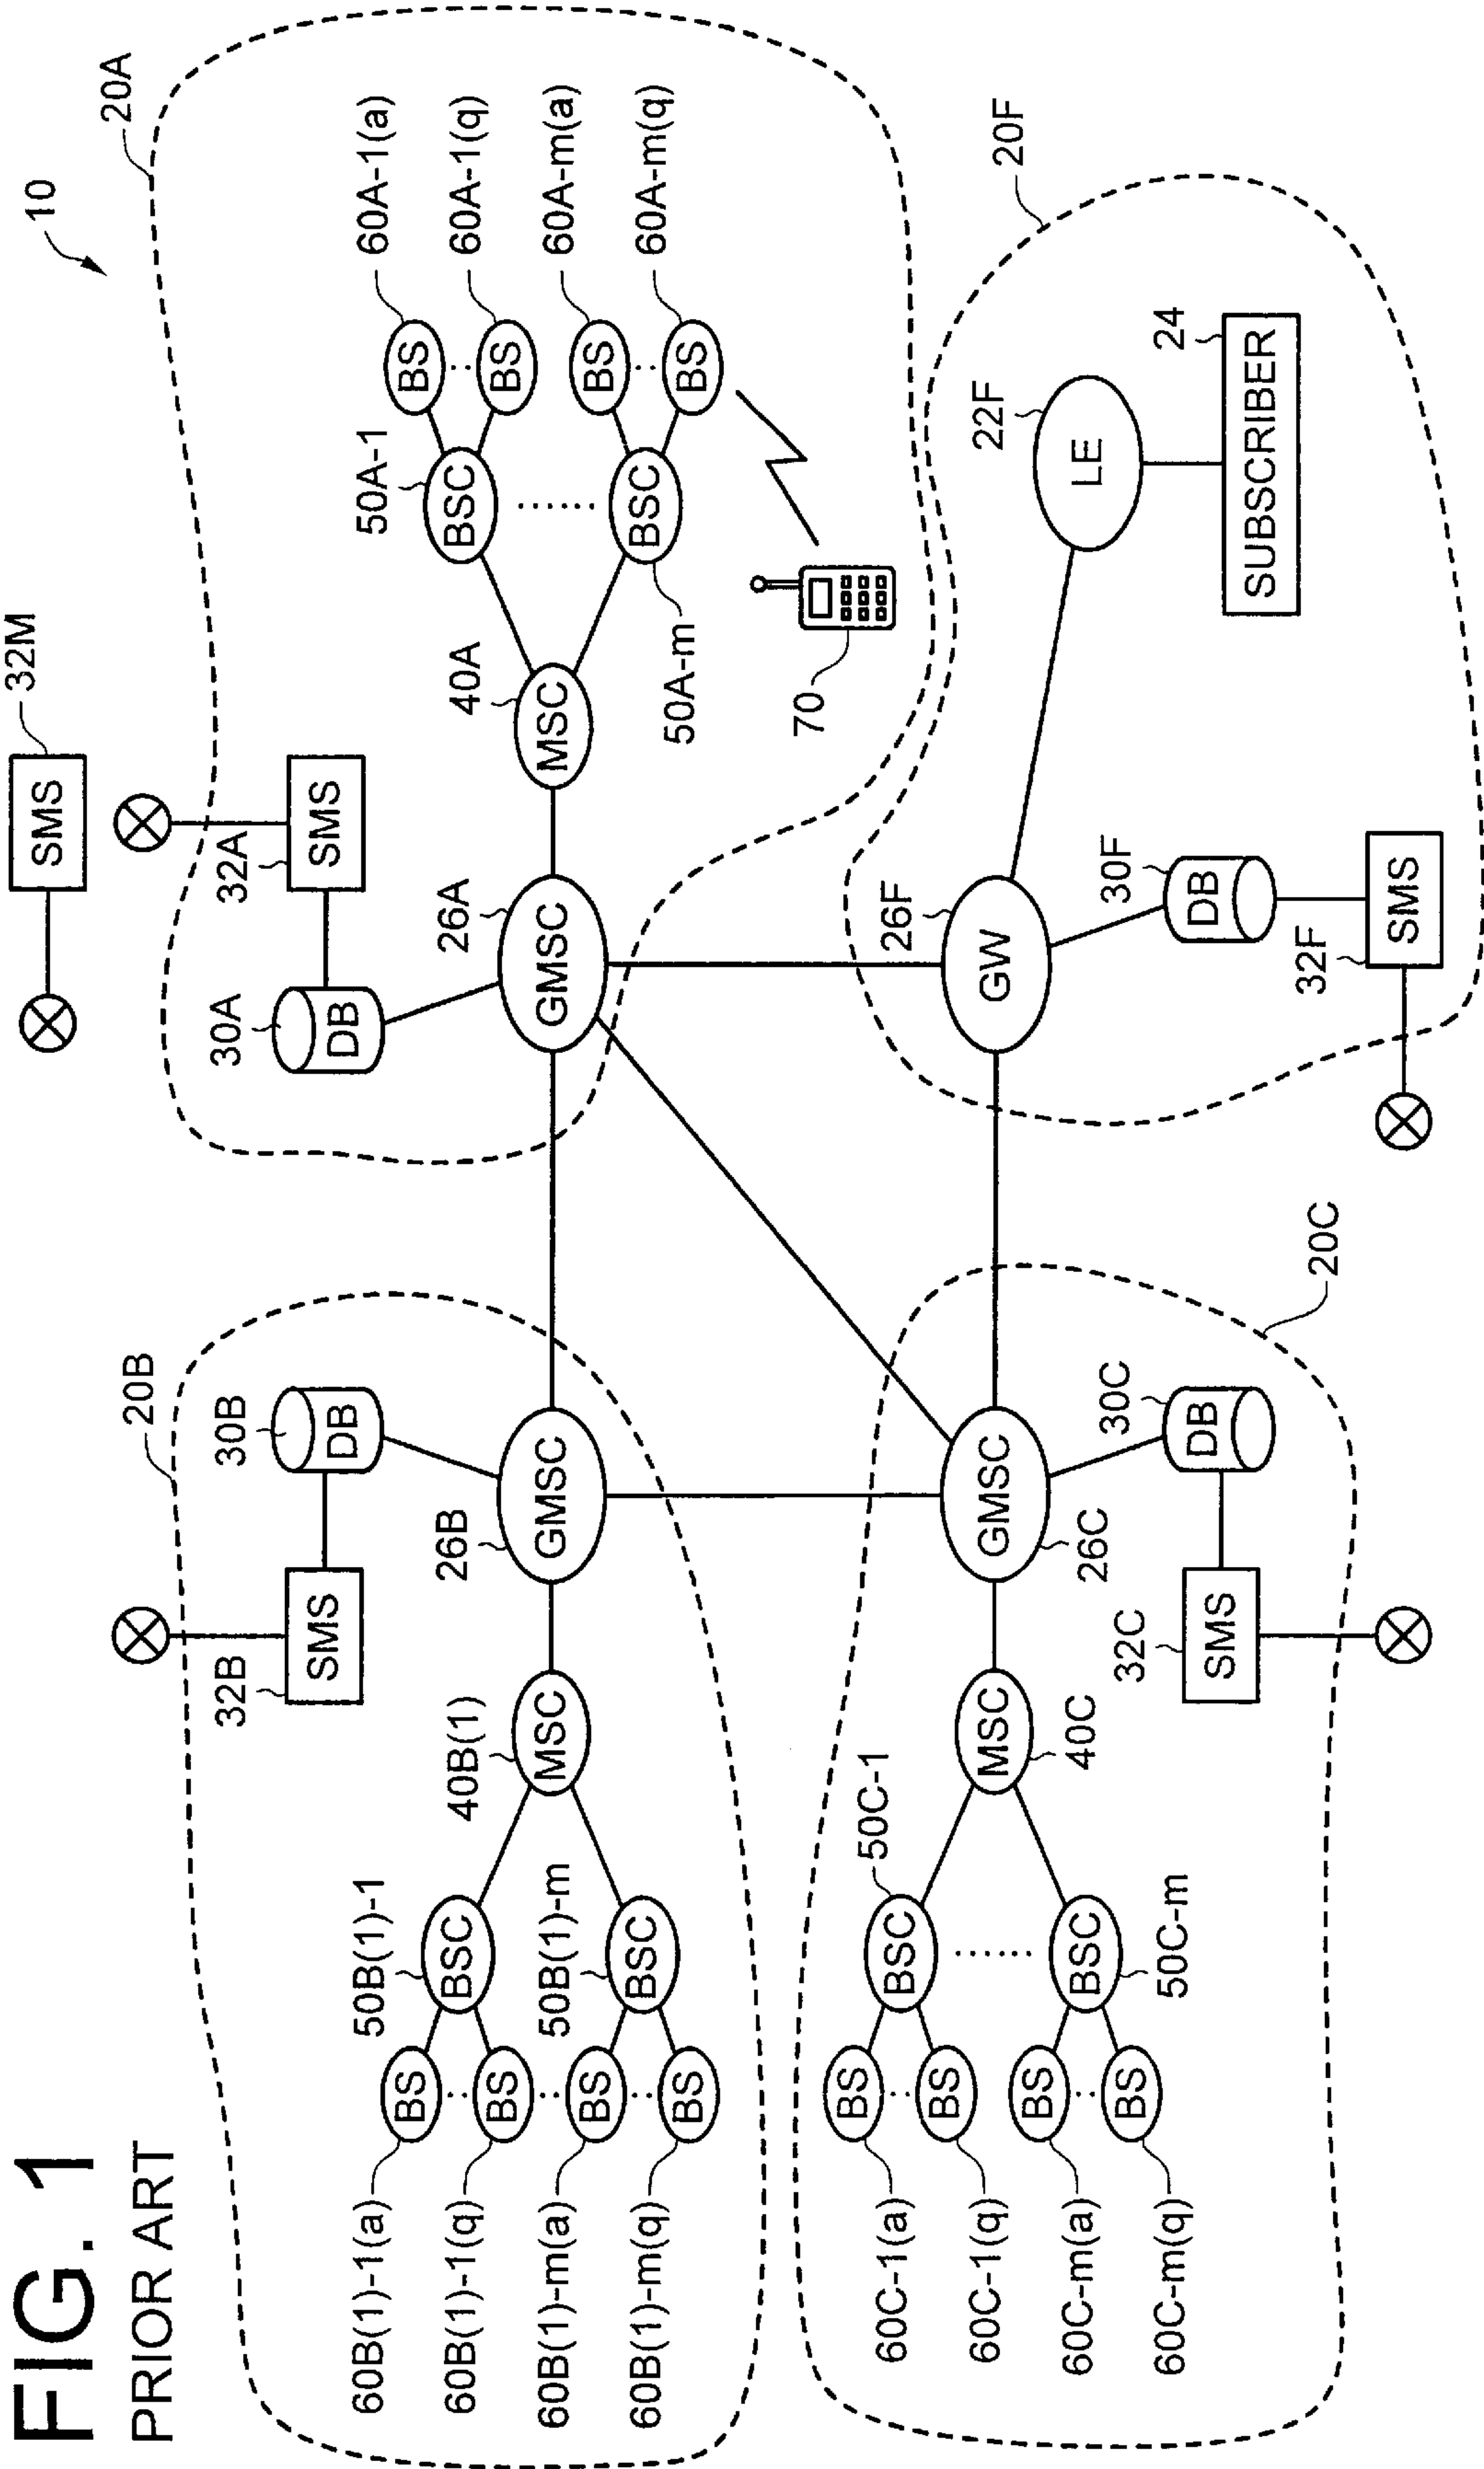 FIG. 1
PRIOR ART
10
20A
20B
20C
20F
SMS
32M
SMS
32A
DB
30A
GMSC
26A
MSC
40A
BSC
50A-1
BSC
50A-m
BS
60A-1(a)
BS
60A-1(q)
BS
60A-m(a)
BS
60A-m(q)
70
SMS
32B
DB
30B
GMSC
26B
MSC
40B(1)
BSC
50B(1)-1
BSC
50B(1)-m
BS
60B(1)-1(a)
BS
60B(1)-1(q)
BS
60B(1)-m(a)
BS
60B(1)-m(q)
GMSC
26C
DB
30C
SMS
32C
MSC
40C
BSC
50C-1
BSC
50C-m
BS
60C-1(a)
BS
60C-1(q)
BS
60C-m(a)
BS
60C-m(q)
GW
26F
DB
30F
SMS
32F
LE
22F
SUBSCRIBER
24